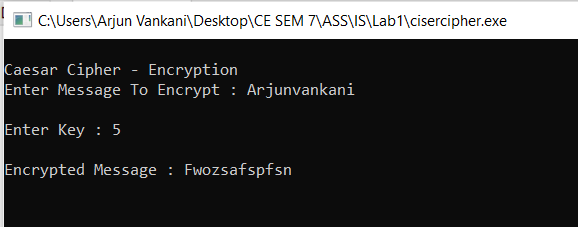 C:\Users\Arjun Vankani\Desktop\CE SEM 7\ASS\IS\Lab1\cisercipher.exe
Caesar Cipher - Encryption
Enter Message To Encrypt : Arjunvankani
Enter Key : 5
Encrypted Message : Fwozsafspfsn